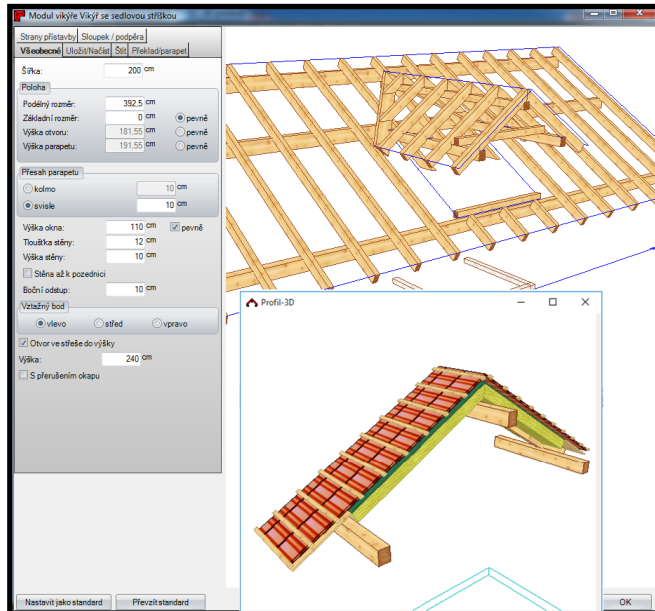 Modul vikýře Vikýř se sedlovou stříškou
Strany přístavby Sloupek / podpěra
Všeobecné Uložit/Načíst Štít Překlad/parapet
Šířka: 200 cm
Poloha
Podélný rozměr: 392,5 cm
Základní rozměr: 0 cm pevně
Výška otvoru: 181.55 cm pevně
Výška parapetu: 191.55 cm pevně
Přesah parapetu
kolmo 10 cm
svisle 10 cm
Výška okna: 110 cm pevně
Tloušťka stěny: 12 cm
Výška stěny: 10 cm
Stěna až k pozednici
Boční odstup: 10 cm
Vztažný bod
vlevo střed vpravo
Otvor ve střeše do výšky
Výška: 240 cm
S přerušením okapu
Profil-3D
Nastavit jako standard Převzít standard OK